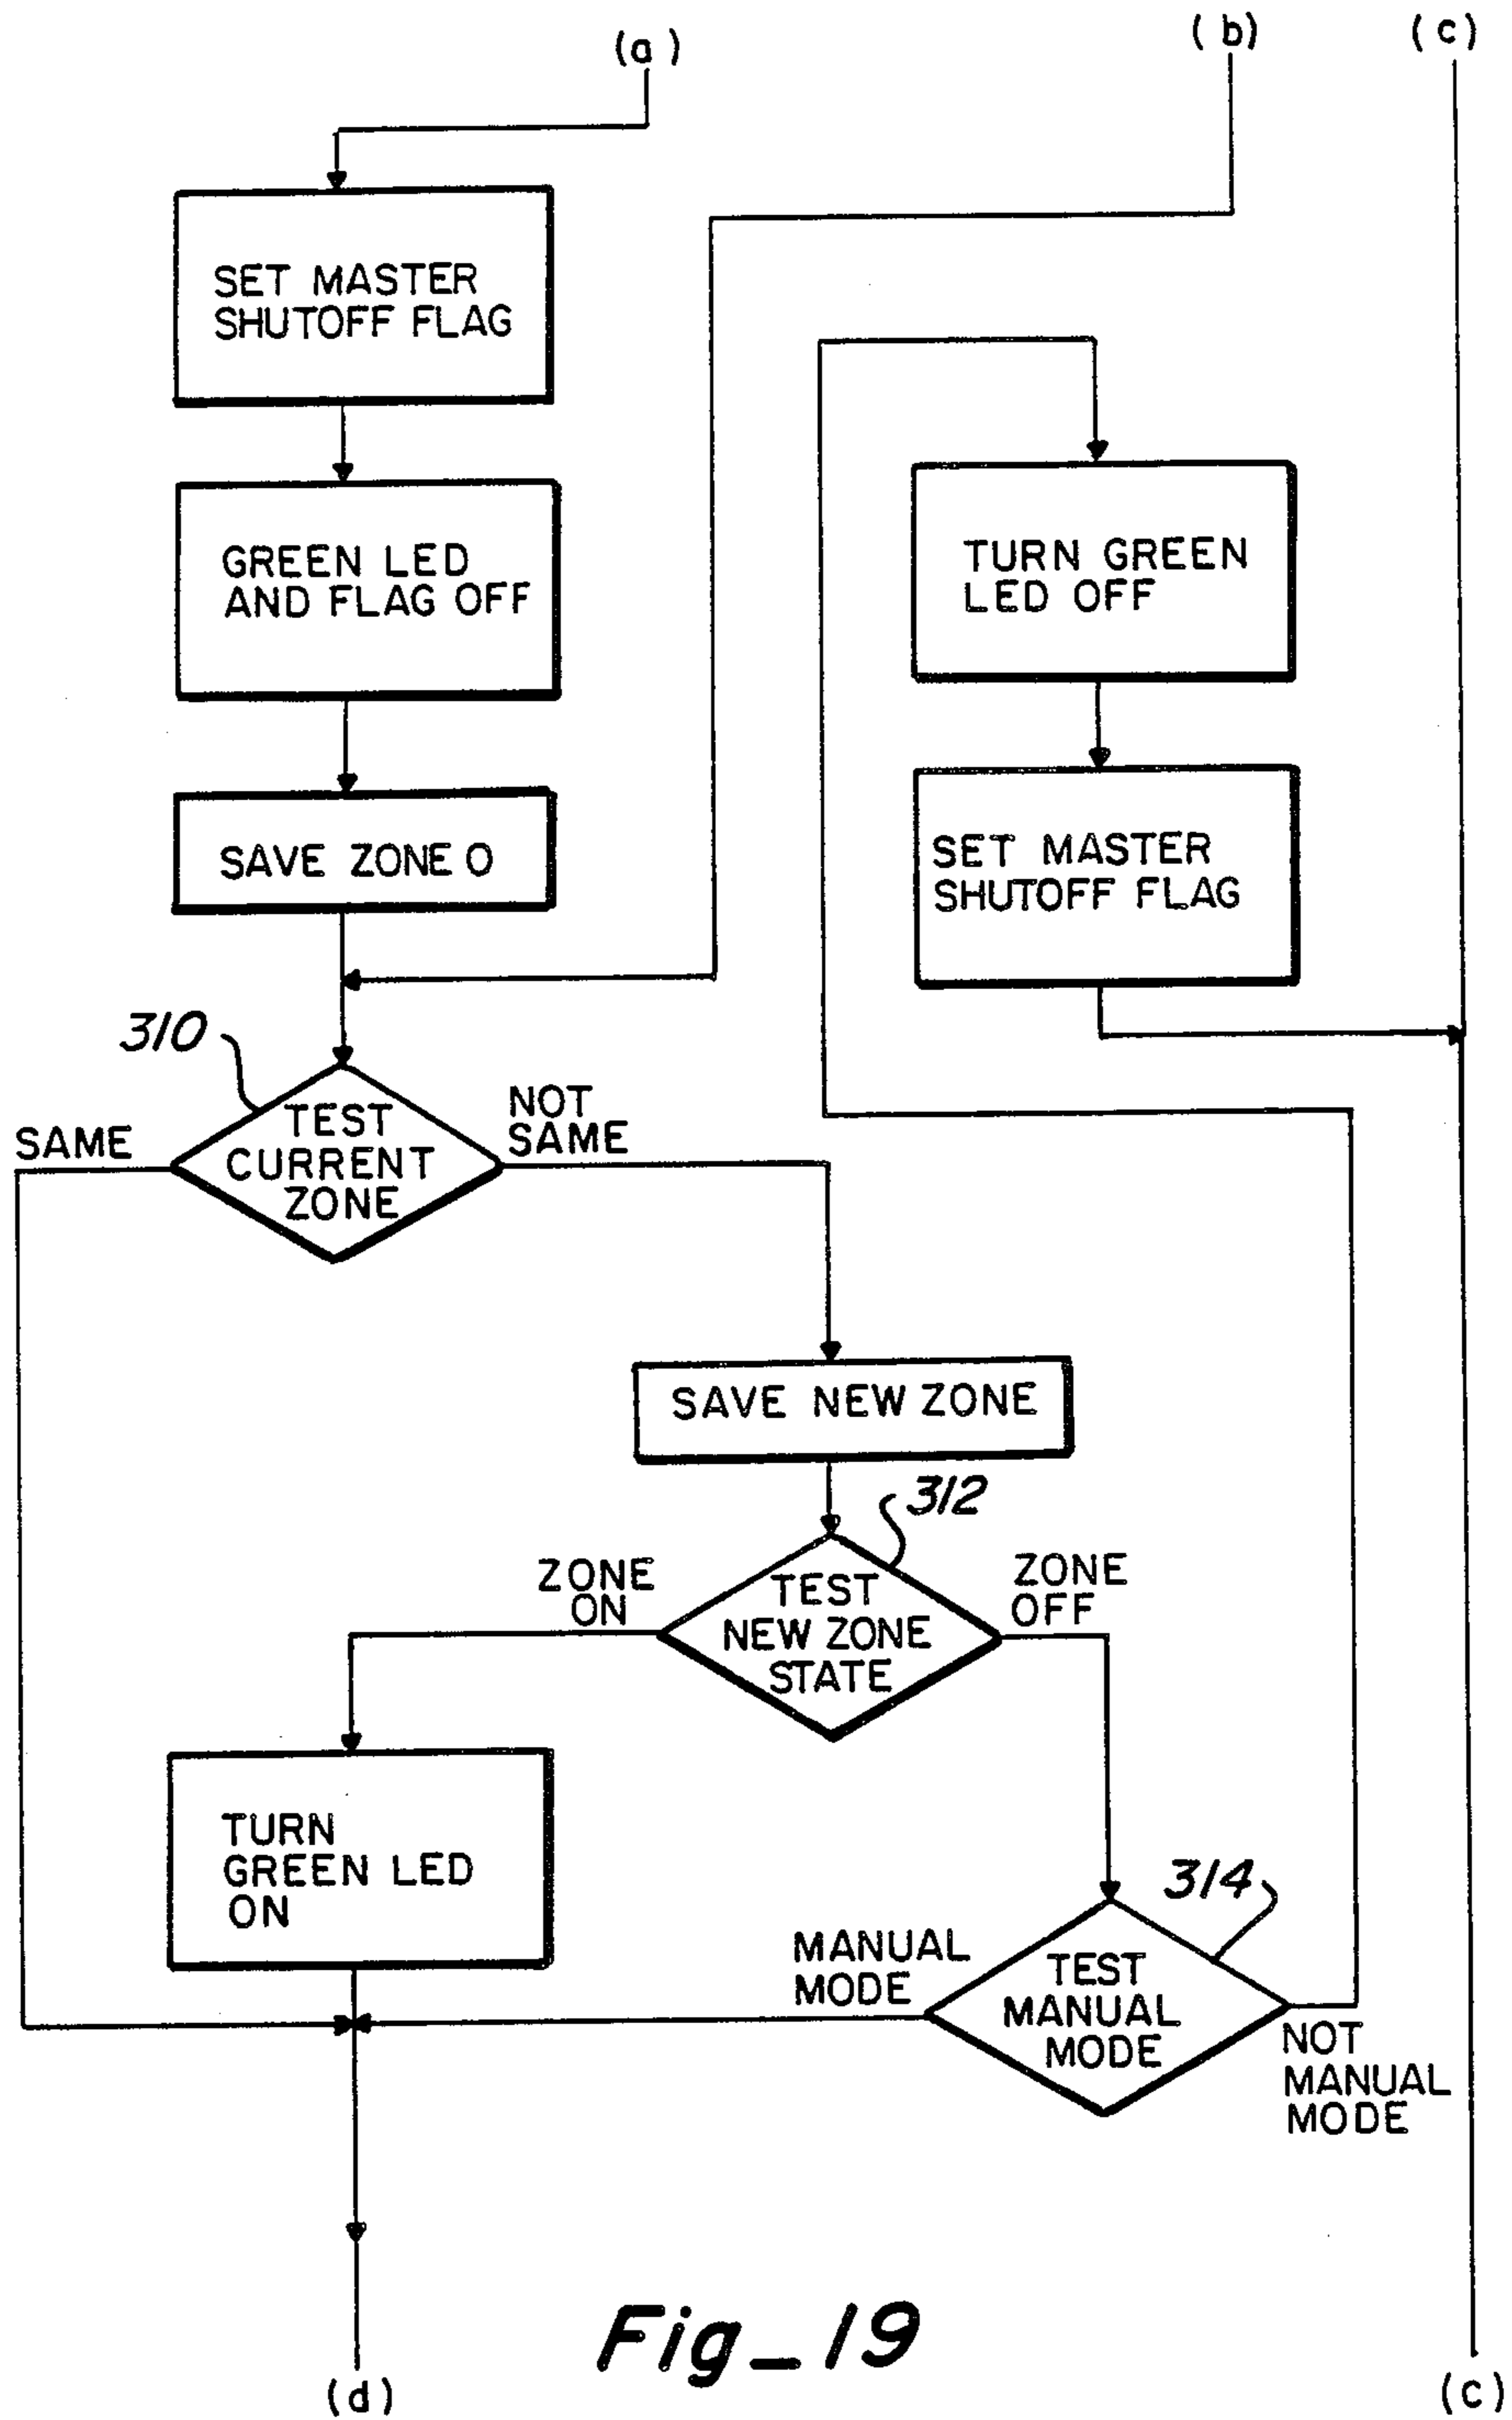 (a)
(b)
(c)
SET MASTER
SHUTOFF FLAG
GREEN LED
AND FLAG OFF
TURN GREEN
LED OFF
SAVE ZONE 0
SET MASTER
SHUTOFF FLAG
310
SAME
TEST
CURRENT
ZONE
NOT
SAME
SAVE NEW ZONE
312
ZONE
ON
TEST
NEW ZONE
STATE
ZONE
OFF
TURN
GREEN LED
ON
314
MANUAL
MODE
TEST
MANUAL
MODE
NOT
MANUAL
MODE
Fig_19
(d)
(c)